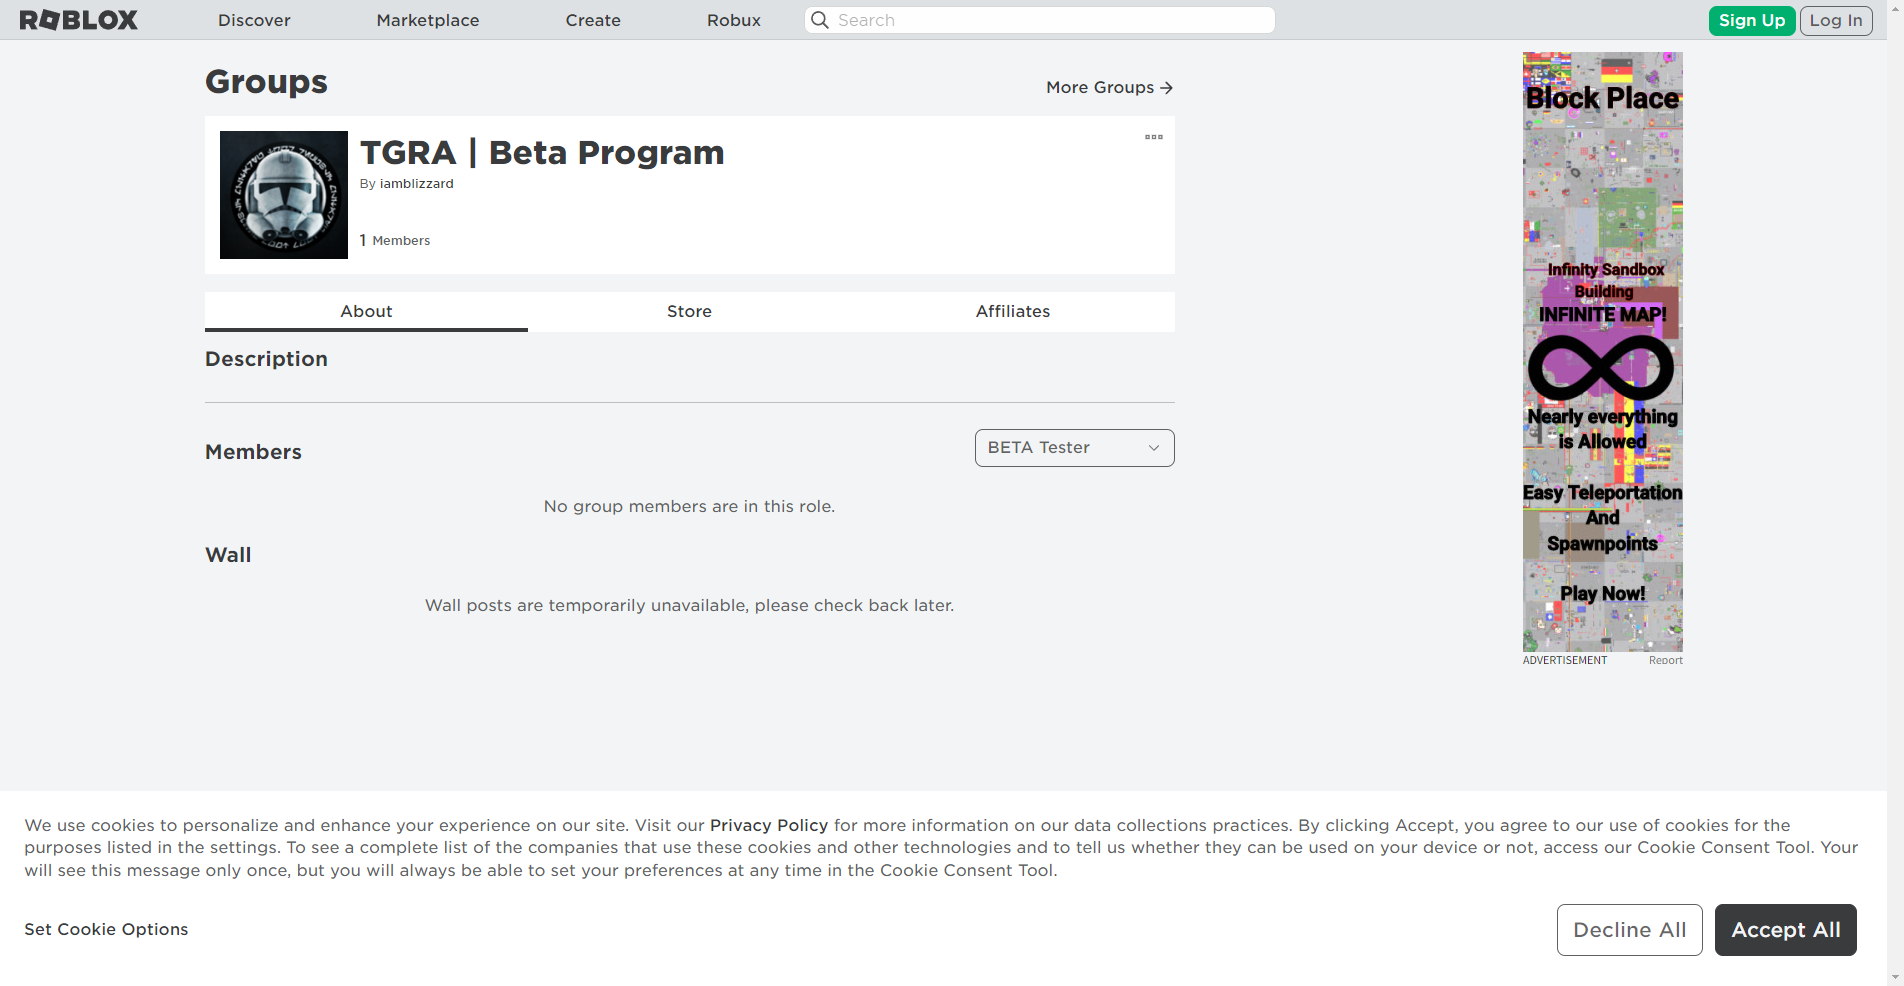 ROBLOX
Discover
Marketplace
Create
Robux
Search
Sign Up
Log In
Groups
More Groups
TGRA | Beta Program
By iamblizzard
1 Members
About
Store
Affiliates
Description
Members
BETA Tester
No group members are in this role.
Wall
Wall posts are temporarily unavailable, please check back later.
Block Place
Infinity Sandbox
Building
INFINITE MAP!
Nearly everything
is Allowed
Easy Teleportation
And
Spawnpoints
Play Now!
ADVERTISEMENT
Report
We use cookies to personalize and enhance your experience on our site. Visit our Privacy Policy for more information on our data collections practices. By clicking Accept, you agree to our use of cookies for the
purposes listed in the settings. To see a complete list of the companies that use these cookies and other technologies and to tell us whether they can be used on your device or not, access our Cookie Consent Tool. Your
will see this message only once, but you will always be able to set your preferences at any time in the Cookie Consent Tool.
Set Cookie Options
Decline All
Accept All